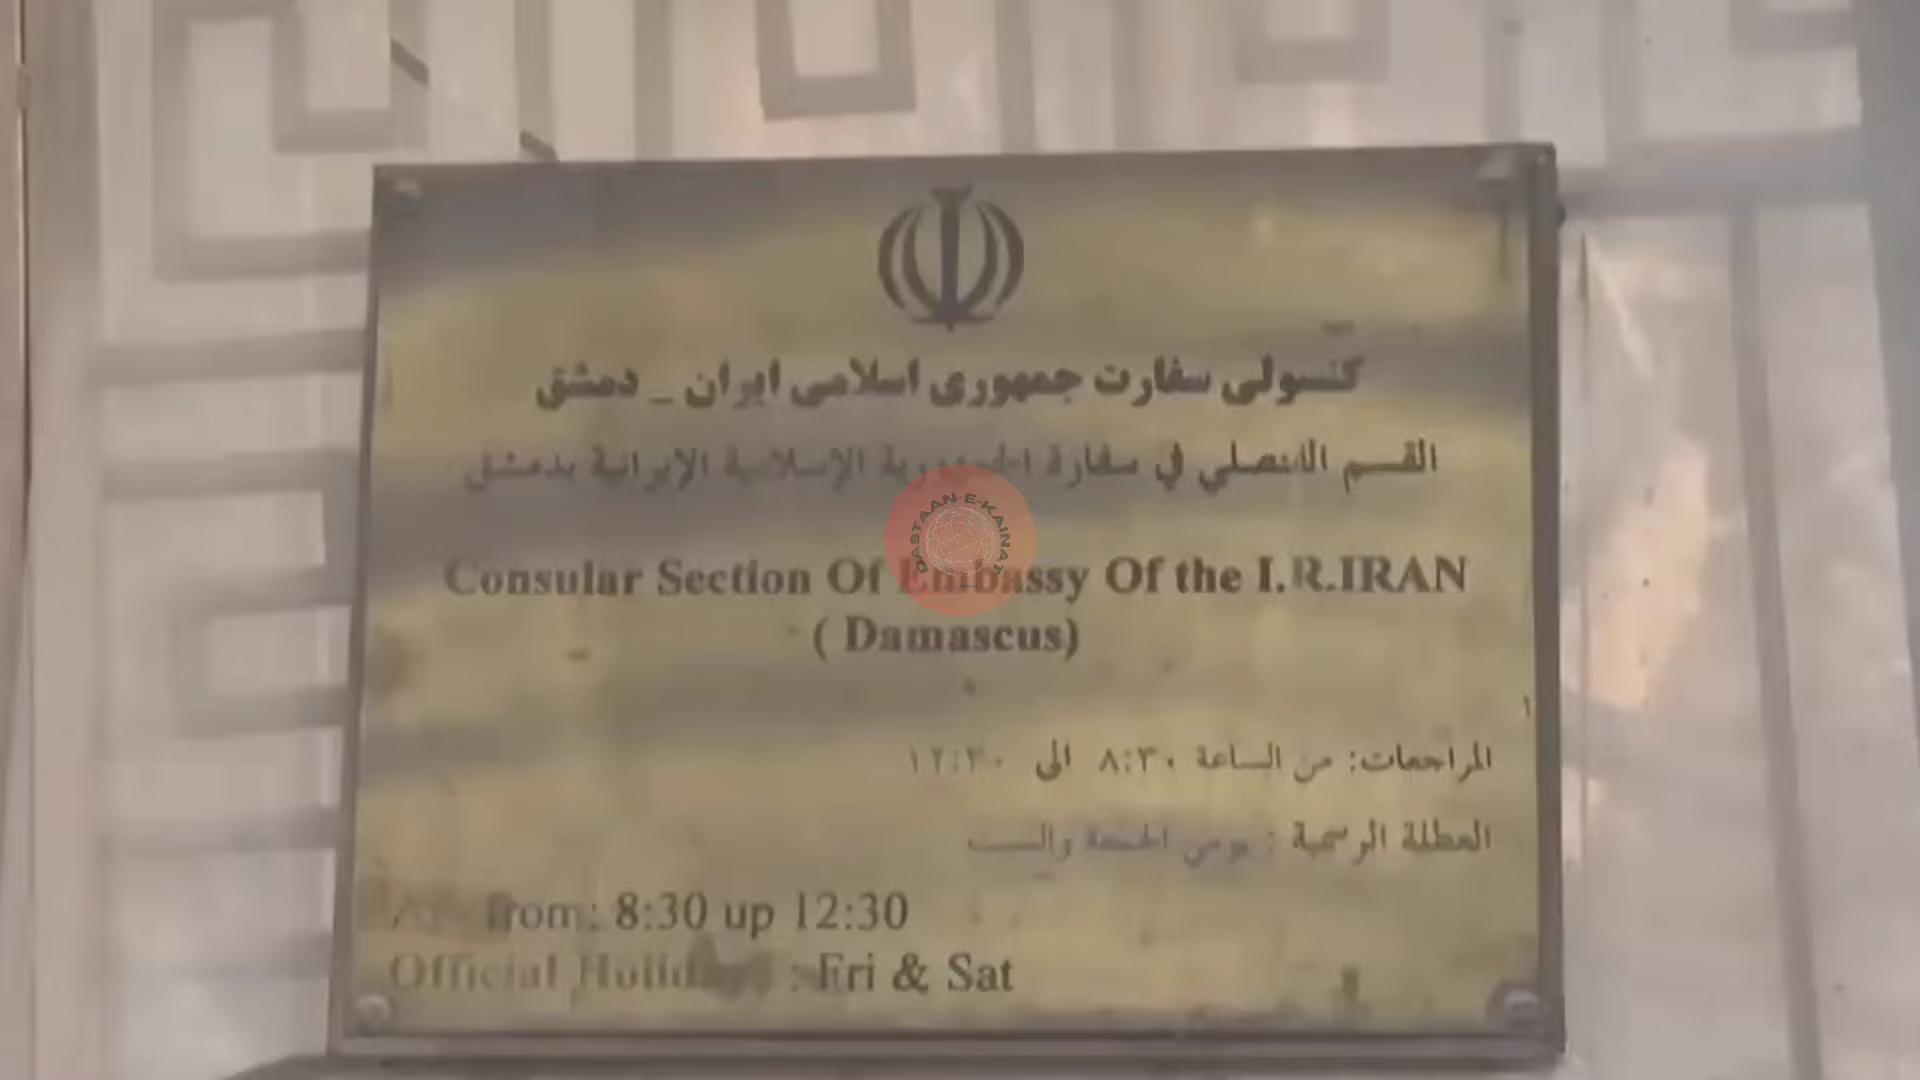 کنسولی سفارت جمهوری اسلامی ایران _ دمشق
القسم القنصلي في سفارة الجمهورية الإسلامية الإيرانية بدمشق
DASTAAN-E-KAINAT
Consular Section Of Embassy Of the I.R.IRAN
( Damascus)
المراجعات: من الساعة ٨:٣٠ الى ١٢:٣٠
العطلة الرسمية : يومي الجمعة والسبت
from: 8:30 up 12:30
Official Holidays : Fri & Sat